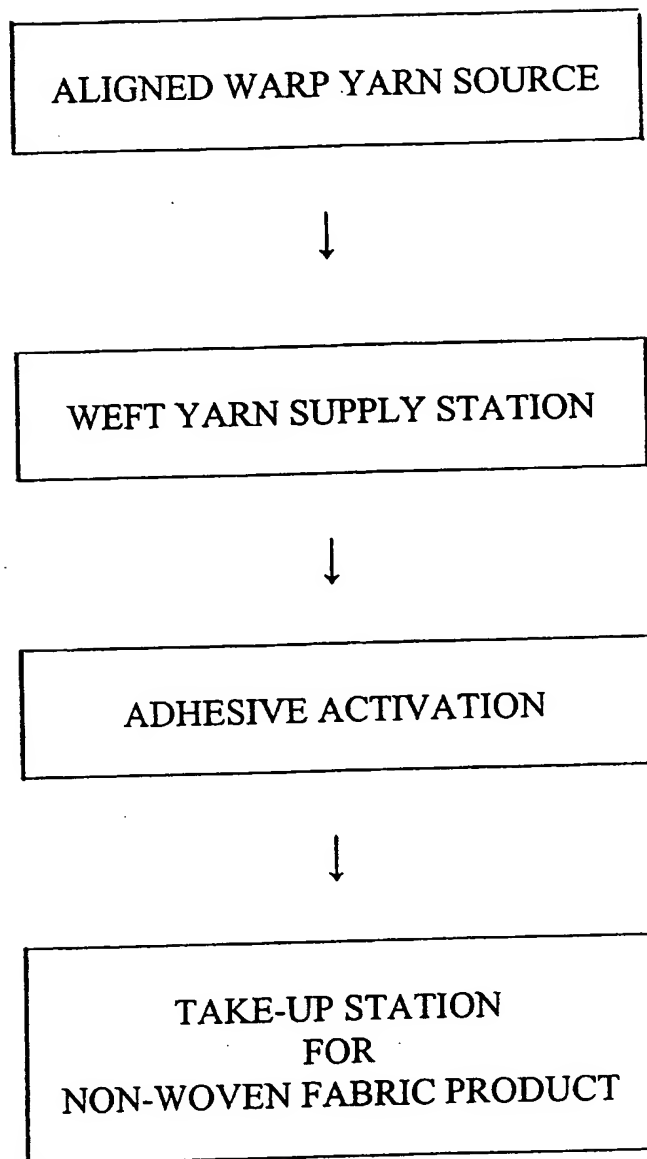 ALIGNED WARP YARN SOURCE
↓
WEFT YARN SUPPLY STATION
↓
ADHESIVE ACTIVATION
↓
TAKE-UP STATION
FOR
NON-WOVEN FABRIC PRODUCT